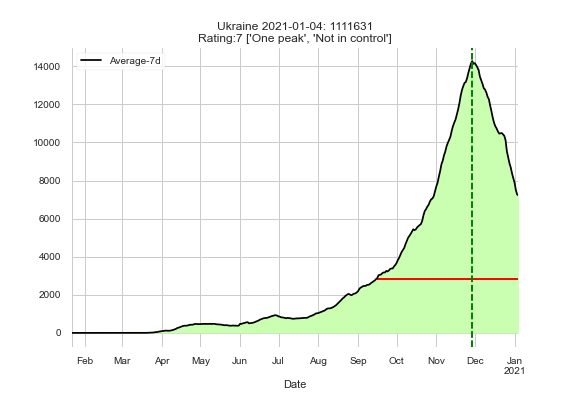 Ukraine 2021-01-04: 1111631
Rating:7 ['One peak', 'Not in control']
Average-7d
14000
12000
10000
8000
6000
4000
2000
0
Feb Mar Apr May Jun Jul Aug Sep Oct Nov Dec Jan
2021
Date